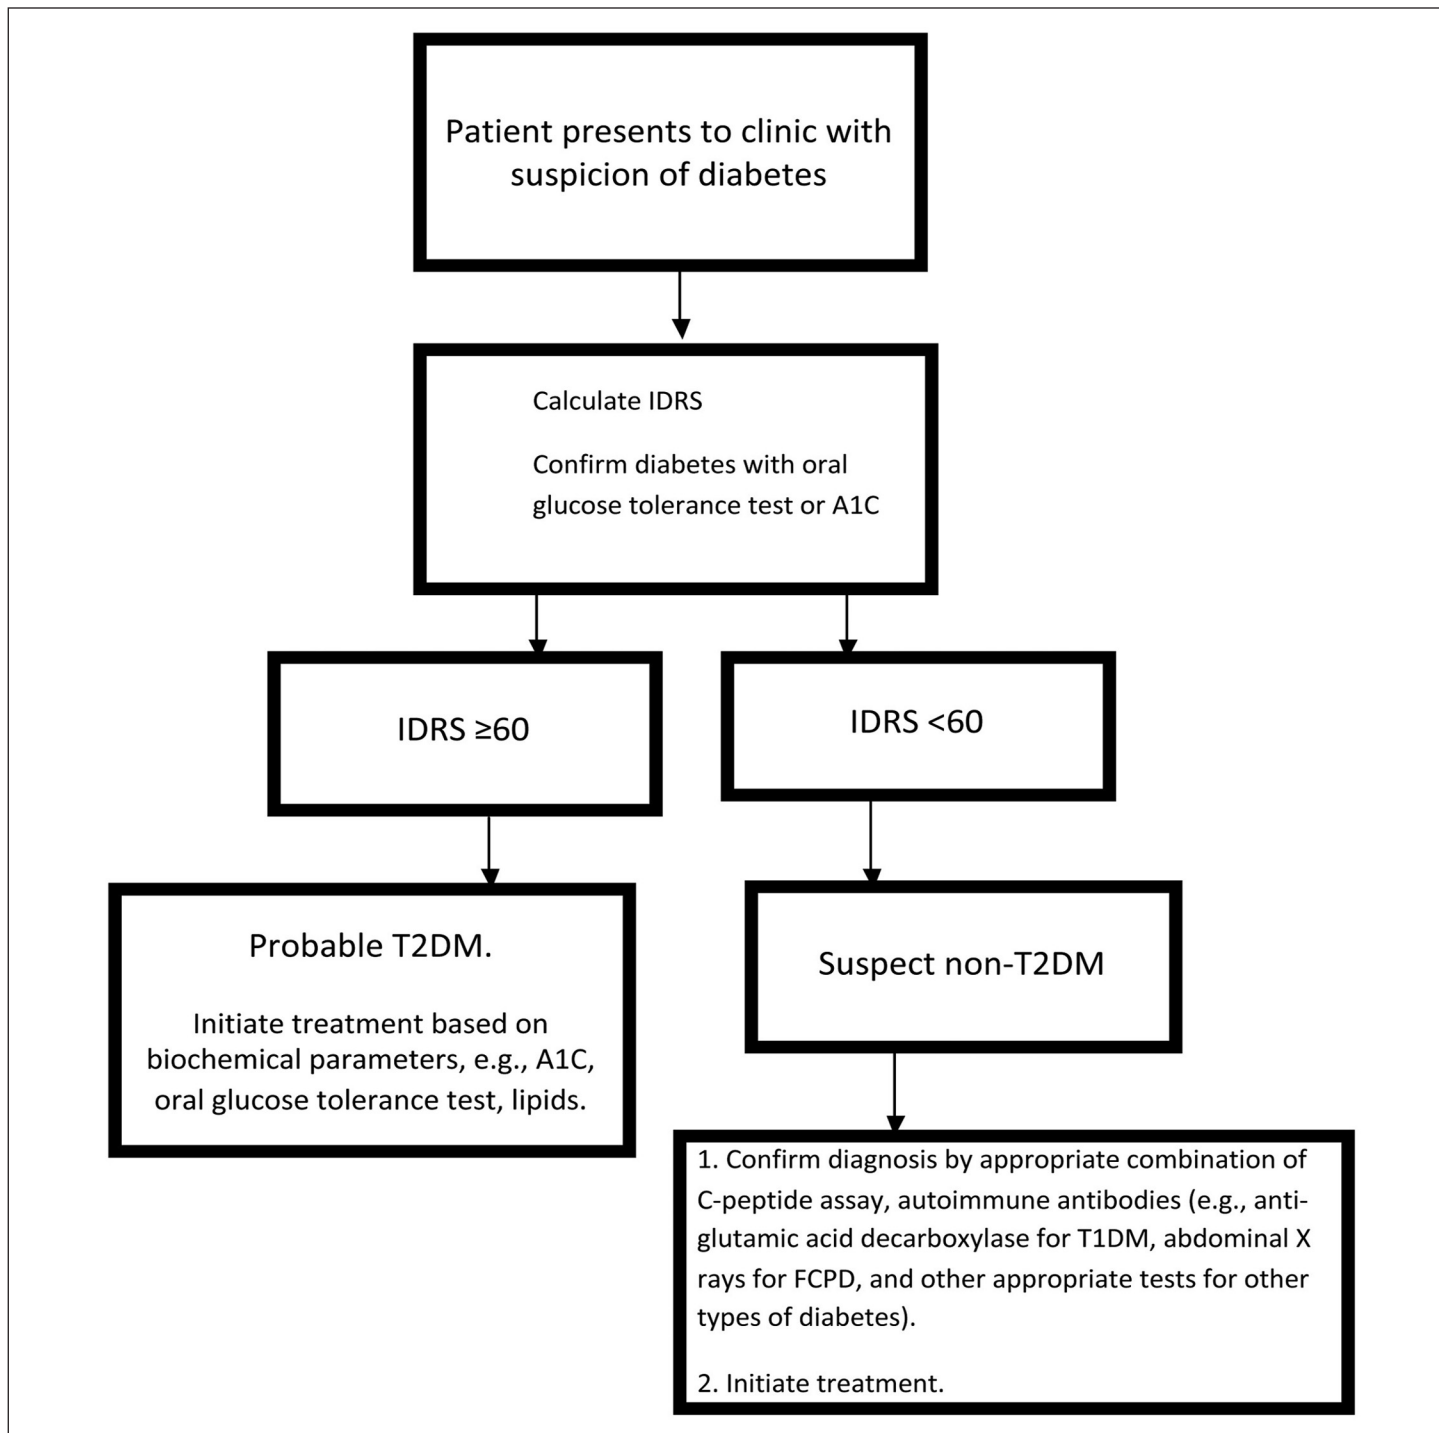 Patient presents to clinic with
suspicion of diabetes
Calculate IDRS
Confirm diabetes with oral
glucose tolerance test or A1C
IDRS ≥60
IDRS <60
Probable T2DM.
Initiate treatment based on
biochemical parameters, e.g., A1C,
oral glucose tolerance test, lipids.
Suspect non-T2DM
1. Confirm diagnosis by appropriate combination of
C-peptide assay, autoimmune antibodies (e.g., anti-
glutamic acid decarboxylase for T1DM, abdominal X
rays for FCPD, and other appropriate tests for other
types of diabetes).
2. Initiate treatment.